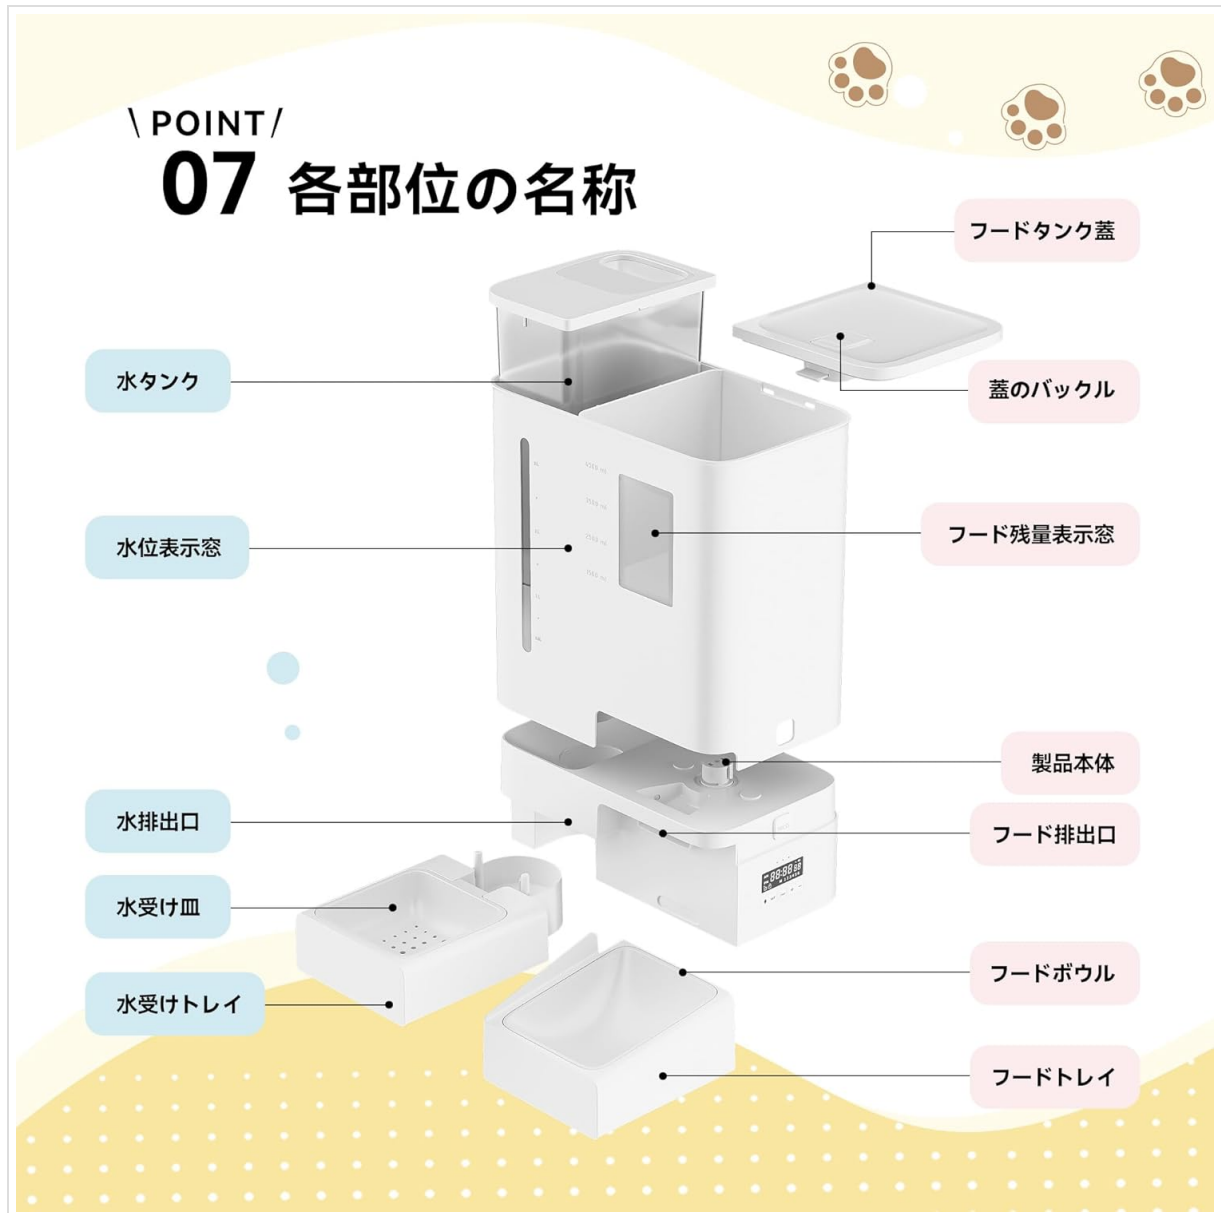 \ POINT /
07 各部位の名称
フードタンク蓋
水タンク
蓋のバックル
水位表示窓
フード残量表示窓
製品本体
水排出口
フード排出口
88:88
水受け皿
フードボウル
水受けトレイ
フードトレイ